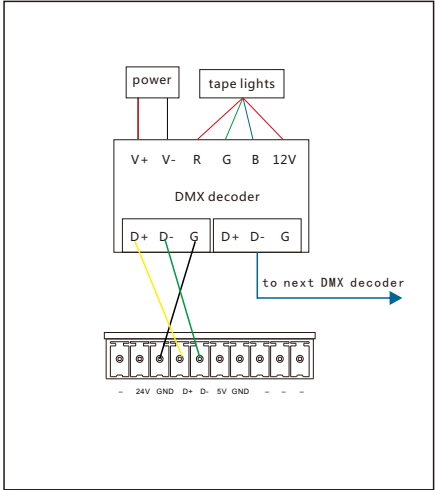 power
tape lights
V+ V- R G B 12V
DMX decoder
D+ D- G D+ D- G
to next DMX decoder
– 24V GND D+ D- 5V GND – – –